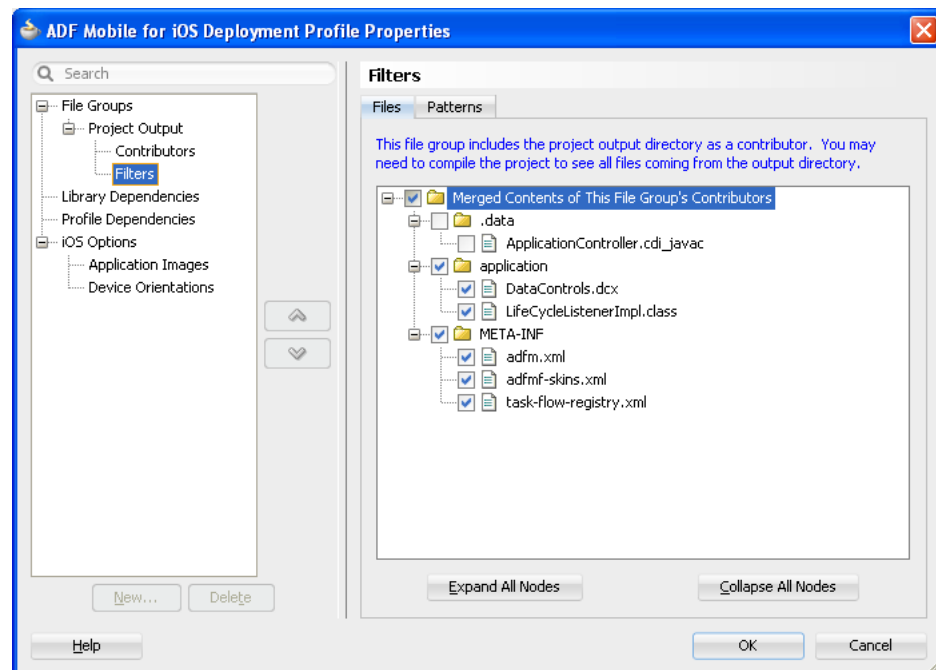 ADF Mobile for iOS Deployment Profile Properties
Search
File Groups
Project Output
Contributors
Filters
Library Dependencies
Profile Dependencies
iOS Options
Application Images
Device Orientations
New...
Delete
Filters
Files
Patterns
This file group includes the project output directory as a contributor. You may
need to compile the project to see all files coming from the output directory.
Merged Contents of This File Group's Contributors
.data
ApplicationController.cdi_javac
application
DataControls.dcx
LifeCycleListenerImpl.class
META-INF
adfm.xml
adfmf-skins.xml
task-flow-registry.xml
Expand All Nodes
Collapse All Nodes
Help
OK
Cancel